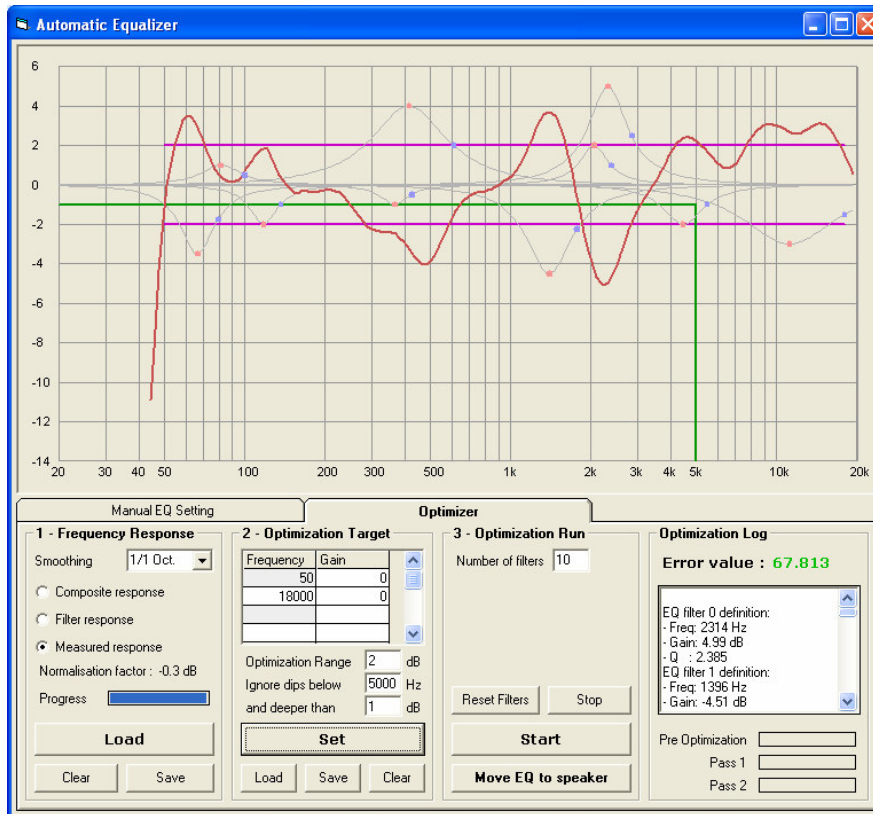 Automatic Equalizer
6
4
2
0
-2
-4
-6
-8
-10
-12
-14
20 30 40 50 100 200 300 500 1k 2k 3k 4k 5k 10k 20k
Manual EQ Setting Optimizer
1 - Frequency Response
Smoothing 1/1 Oct.
Composite response
Filter response
Measured response
Normalisation factor : -0.3 dB
Progress
Load
Clear Save
2 - Optimization Target
Frequency Gain
50 0
18000 0
Optimization Range 2 dB
Ignore dips below 5000 Hz
and deeper than 1 dB
Set
Load Save Clear
3 - Optimization Run
Number of filters 10
Reset Filters Stop
Start
Move EQ to speaker
Optimization Log
Error value : 67.813
EQ filter 0 definition:
- Freq: 2314 Hz
- Gain: 4.99 dB
- Q : 2.385
EQ filter 1 definition:
- Freq: 1396 Hz
- Gain: -4.51 dB
Pre Optimization
Pass 1
Pass 2